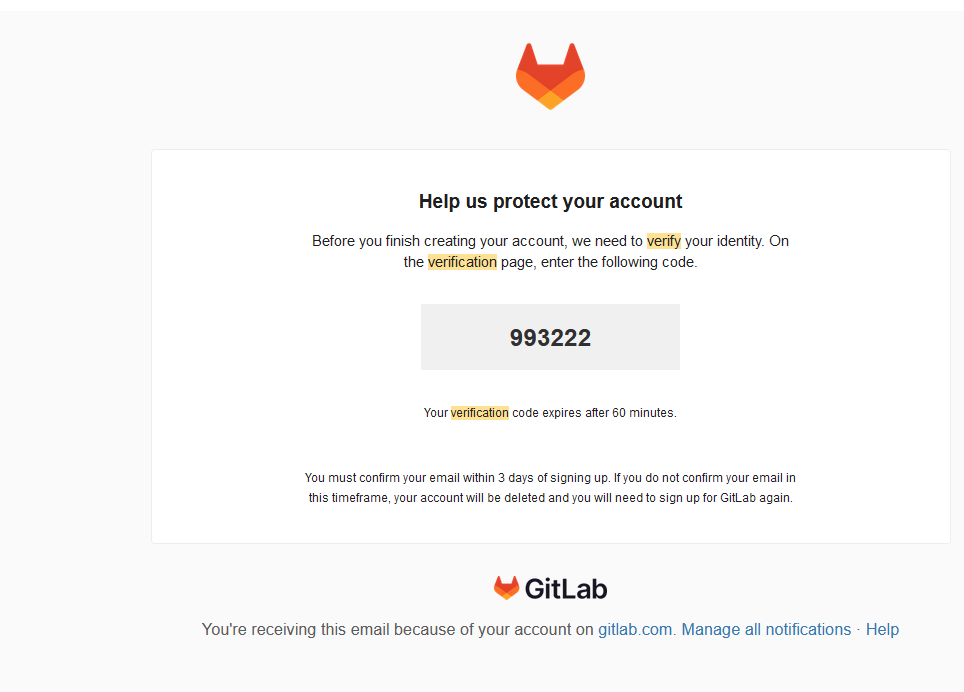 Help us protect your account
Before you finish creating your account, we need to verify your identity. On
the verification page, enter the following code.
993222
Your verification code expires after 60 minutes.
You must confirm your email within 3 days of signing up. If you do not confirm your email in
this timeframe, your account will be deleted and you will need to sign up for GitLab again.
GitLab
You're receiving this email because of your account on gitlab.com. Manage all notifications · Help